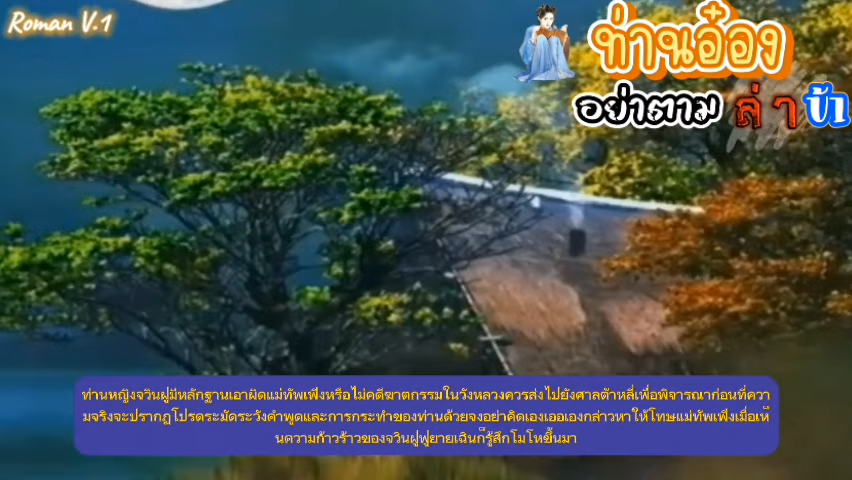 Roman V.1
ท่านอ๋อง
อย่าตาม ล่า ข้า
ท่านหญิงจวินฝูมีหลักฐานเอาผิดแม่ทัพเฟิงหรือไม่คดีฆาตกรรมในวังหลวงควรส่งไปยังศาลต้าหลี่เพื่อพิจารณาก่อนที่ควา
มจริงจะปรากฏโปรดระมัดระวังคำพูดและการกระทำของท่านด้วยจงอย่าคิดเองเออเองกล่าวหาให้โทษแม่ทัพเฟิงเมื่อเห็
นความก้าวร้าวของจวินฝูฟูยายเฉินก็รู้สึกโมโหขึ้นมา